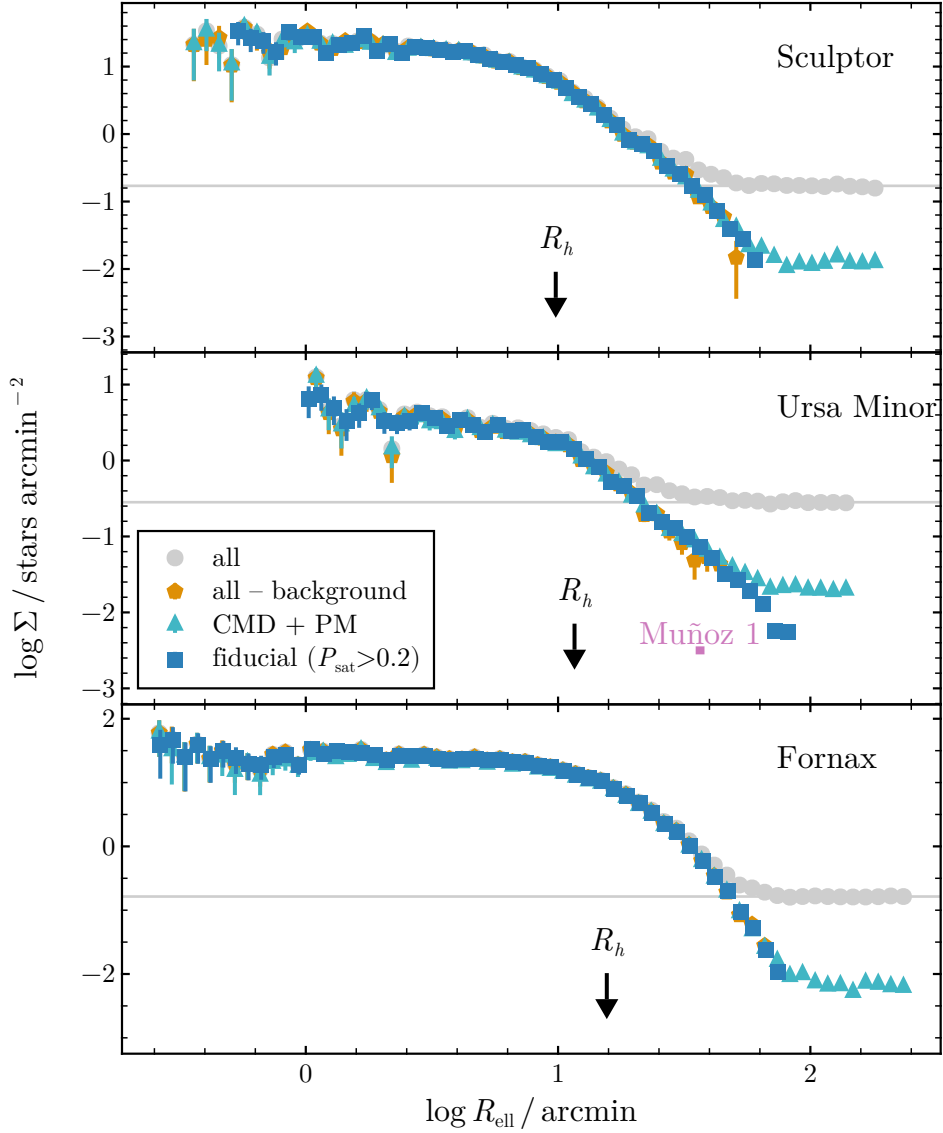 1
0
−1
−2
−3
Sculptor
R_h
1
0
−1
−2
−3
Ursa Minor
all
all – background
CMD + PM
fiducial (P_sat>0.2)
R_h
Muñoz 1
2
0
−2
Fornax
R_h
0
1
2
log R_ell / arcmin
log Σ / stars arcmin^−2